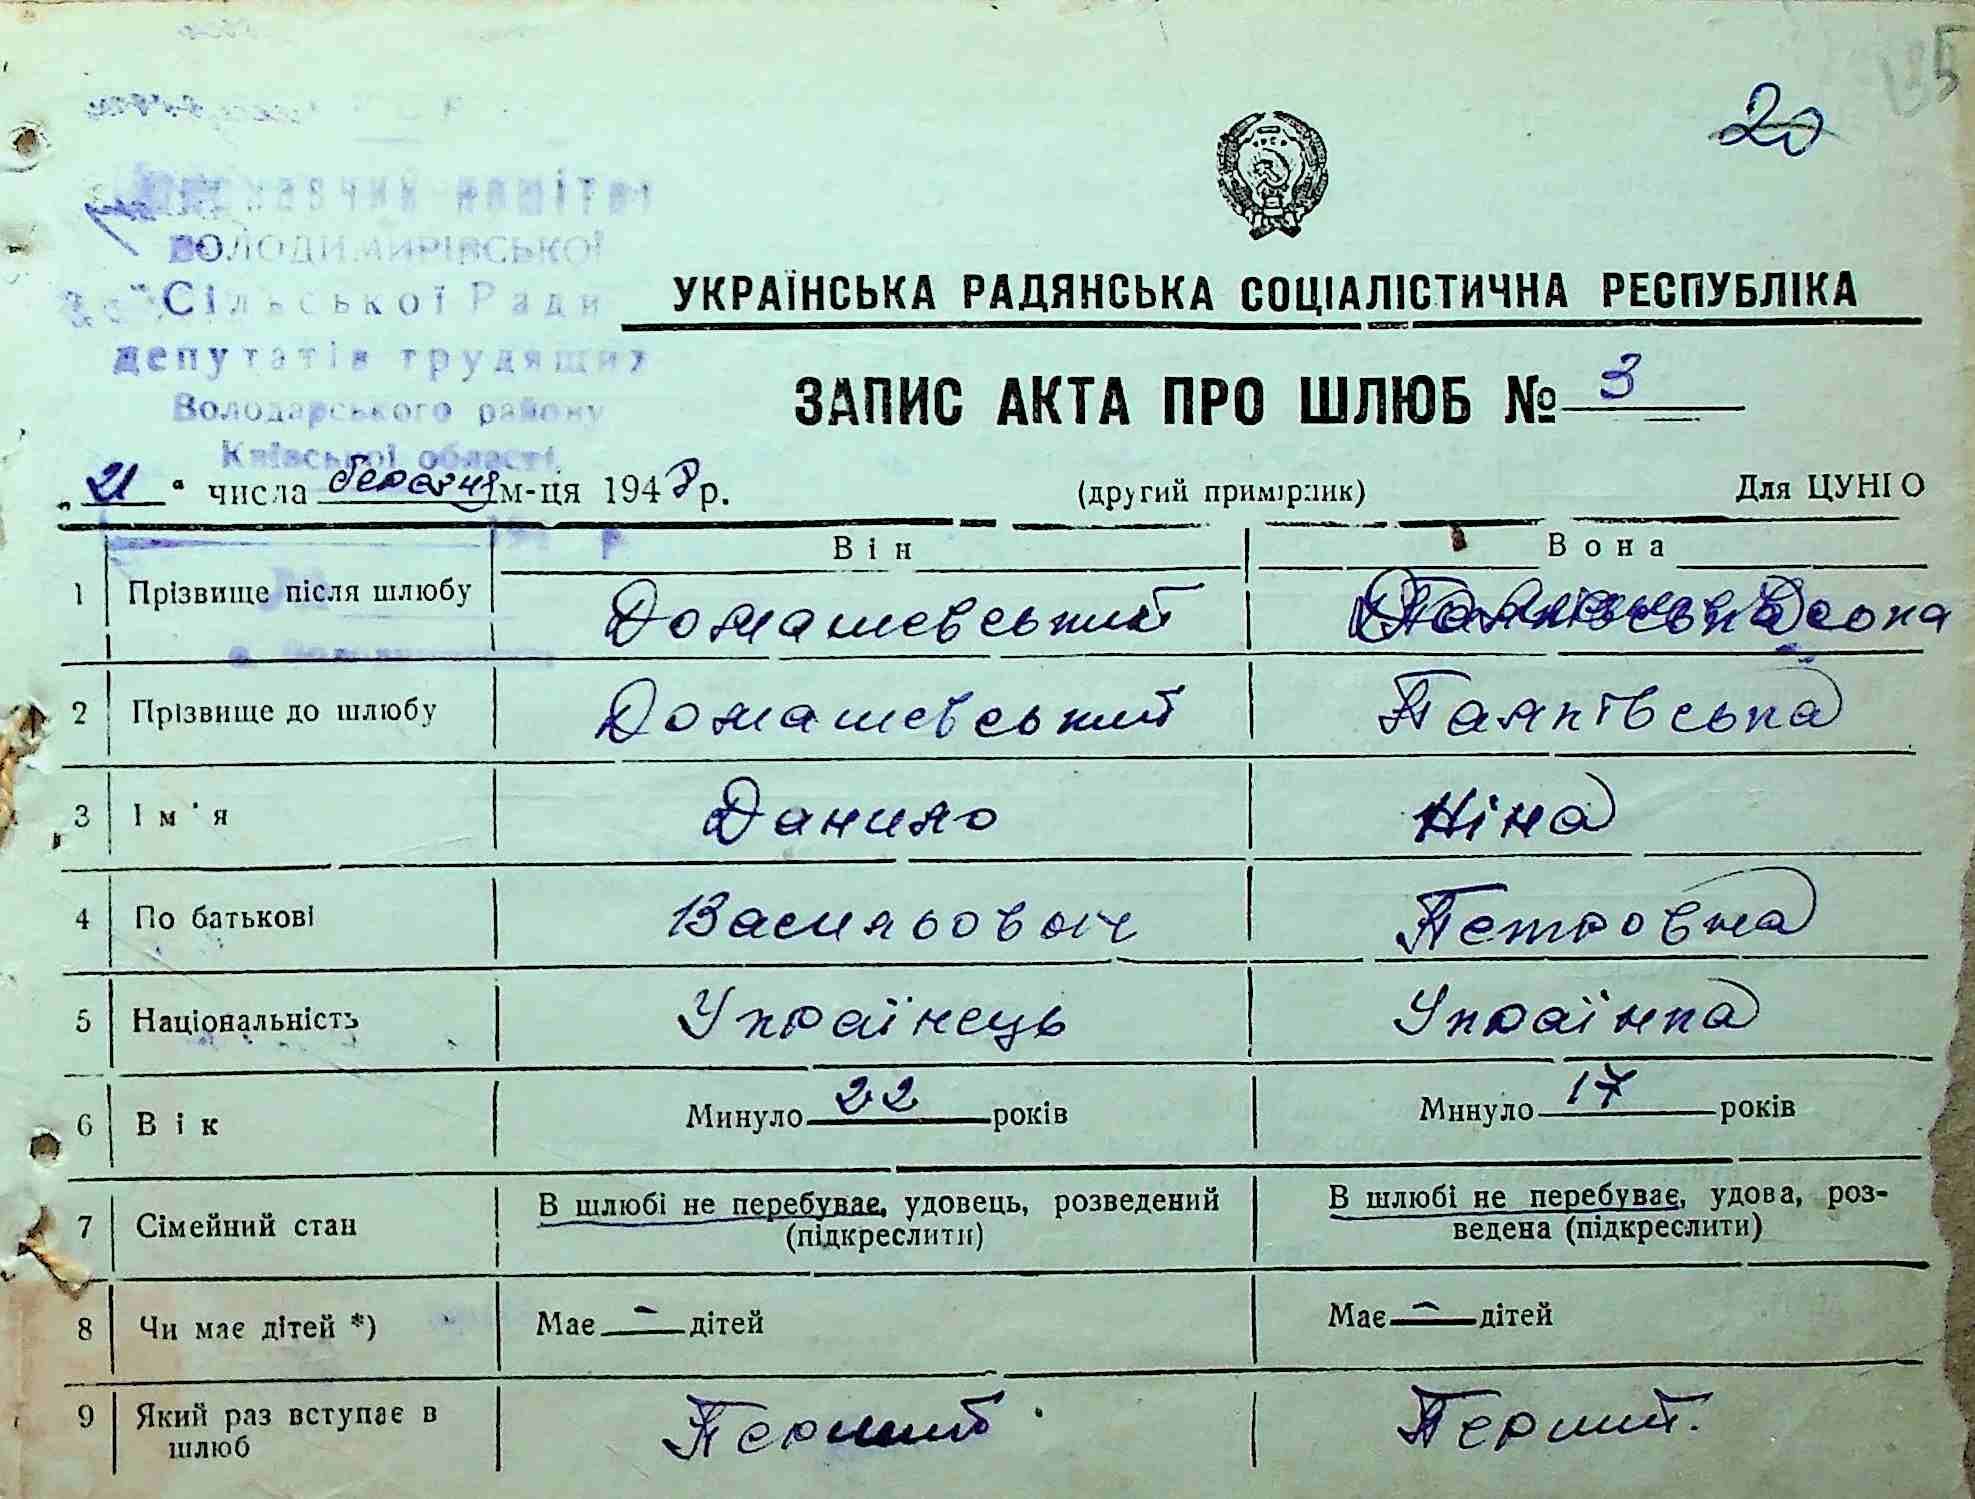 20
Виконавчий комітет
ВОЛОДИМИРІВСЬКОЇ
Сільської Ради
депутатів трудящих
Володарського району
Київської області
УКРАЇНСЬКА РАДЯНСЬКА СОЦІАЛІСТИЧНА РЕСПУБЛІКА
ЗАПИС АКТА ПРО ШЛЮБ № 3
„21“ числа березня м-ця 1948 р. (другий примірник) Для ЦУНГО
Він Вона
1 Прізвище після шлюбу Домашевський
2 Прізвище до шлюбу Домашевський Палківська
3 Ім'я Данило Ніна
4 По батькові Васильович Петровна
5 Національність Українець Українка
6 Вік Минуло 22 років Минуло 17 років
7 Сімейний стан В шлюбі не перебуває, удовець, розведений (підкреслити) В шлюбі не перебуває, удова, роз-
ведена (підкреслити)
8 Чи має дітей *) Має – дітей Має – дітей
9 Який раз вступає в шлюб Перший Перший.